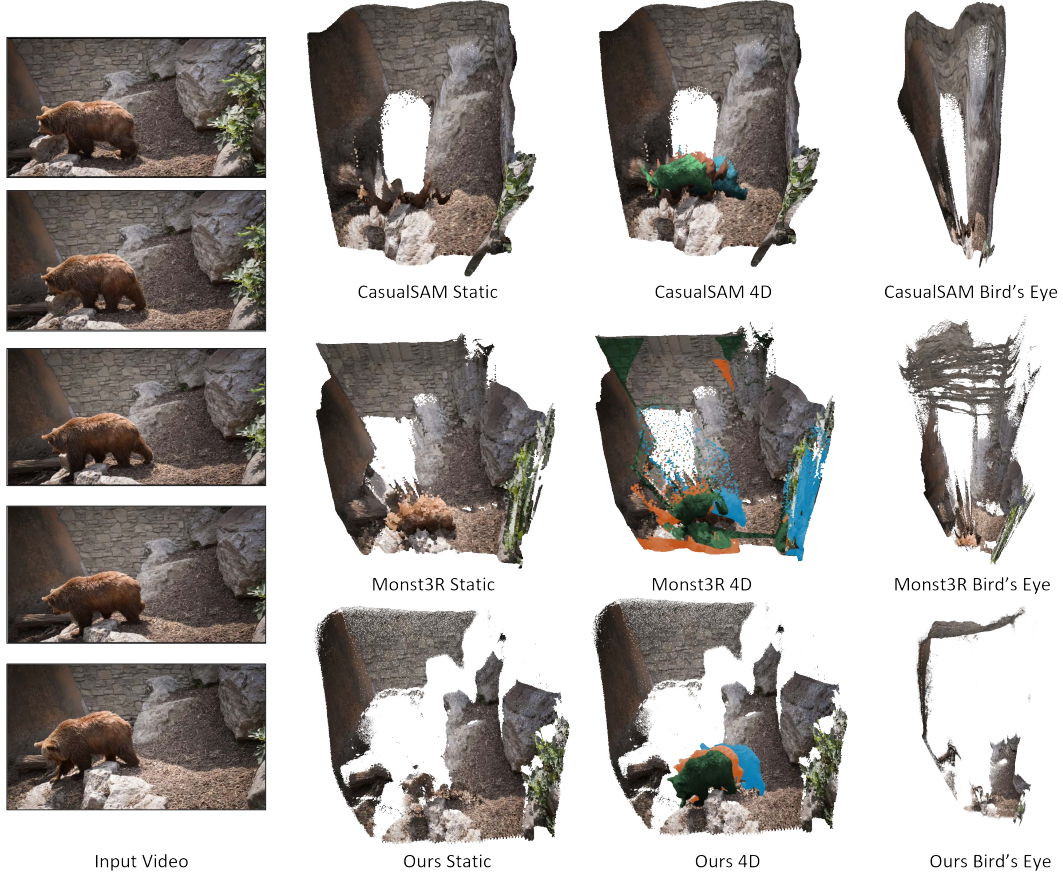 CasualSAM Static
CasualSAM 4D
CasualSAM Bird’s Eye
Monst3R Static
Monst3R 4D
Monst3R Bird’s Eye
Input Video
Ours Static
Ours 4D
Ours Bird’s Eye